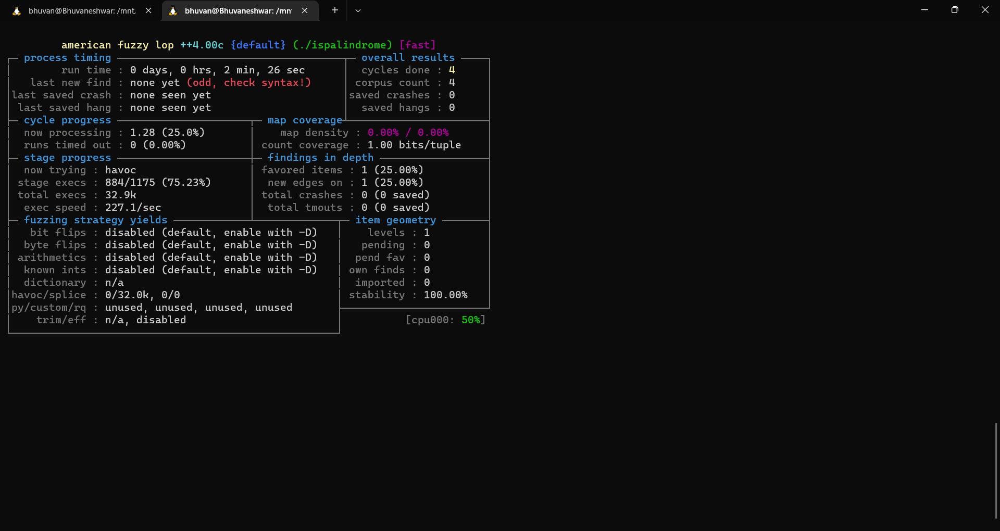 bhuvan@Bhuvaneshwar: /mnt, bhuvan@Bhuvaneshwar: /mn
american fuzzy lop ++4.00c {default} (./ispalindrome) [fast]
process timing overall results
run time : 0 days, 0 hrs, 2 min, 26 sec cycles done : 4
last new find : none yet (odd, check syntax!) corpus count : 4
last saved crash : none seen yet saved crashes : 0
last saved hang : none seen yet saved hangs : 0
cycle progress map coverage
now processing : 1.28 (25.0%) map density : 0.00% / 0.00%
runs timed out : 0 (0.00%) count coverage : 1.00 bits/tuple
stage progress findings in depth
now trying : havoc favored items : 1 (25.00%)
stage execs : 884/1175 (75.23%) new edges on : 1 (25.00%)
total execs : 32.9k total crashes : 0 (0 saved)
exec speed : 227.1/sec total tmouts : 0 (0 saved)
fuzzing strategy yields item geometry
bit flips : disabled (default, enable with -D) levels : 1
byte flips : disabled (default, enable with -D) pending : 0
arithmetics : disabled (default, enable with -D) pend fav : 0
known ints : disabled (default, enable with -D) own finds : 0
dictionary : n/a imported : 0
havoc/splice : 0/32.0k, 0/0 stability : 100.00%
py/custom/rq : unused, unused, unused, unused
trim/eff : n/a, disabled [cpu000: 50%]